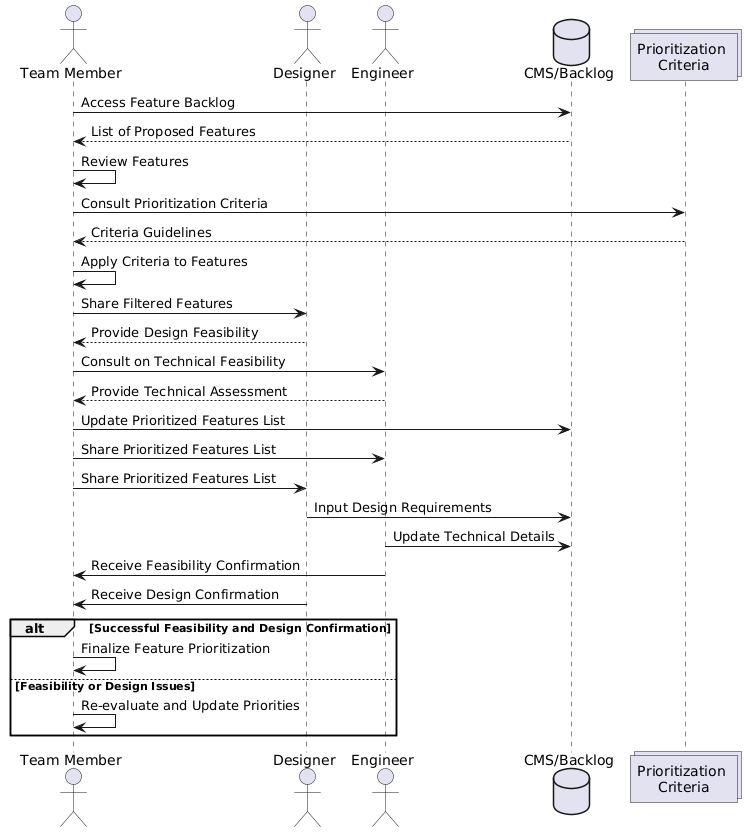 Team Member
Designer
Engineer
CMS/Backlog
Prioritization
Criteria
Access Feature Backlog
List of Proposed Features
Review Features
Consult Prioritization Criteria
Criteria Guidelines
Apply Criteria to Features
Share Filtered Features
Provide Design Feasibility
Consult on Technical Feasibility
Provide Technical Assessment
Update Prioritized Features List
Share Prioritized Features List
Share Prioritized Features List
Input Design Requirements
Update Technical Details
Receive Feasibility Confirmation
Receive Design Confirmation
alt [Successful Feasibility and Design Confirmation]
Finalize Feature Prioritization
[Feasibility or Design Issues]
Re-evaluate and Update Priorities
Team Member
Designer
Engineer
CMS/Backlog
Prioritization
Criteria